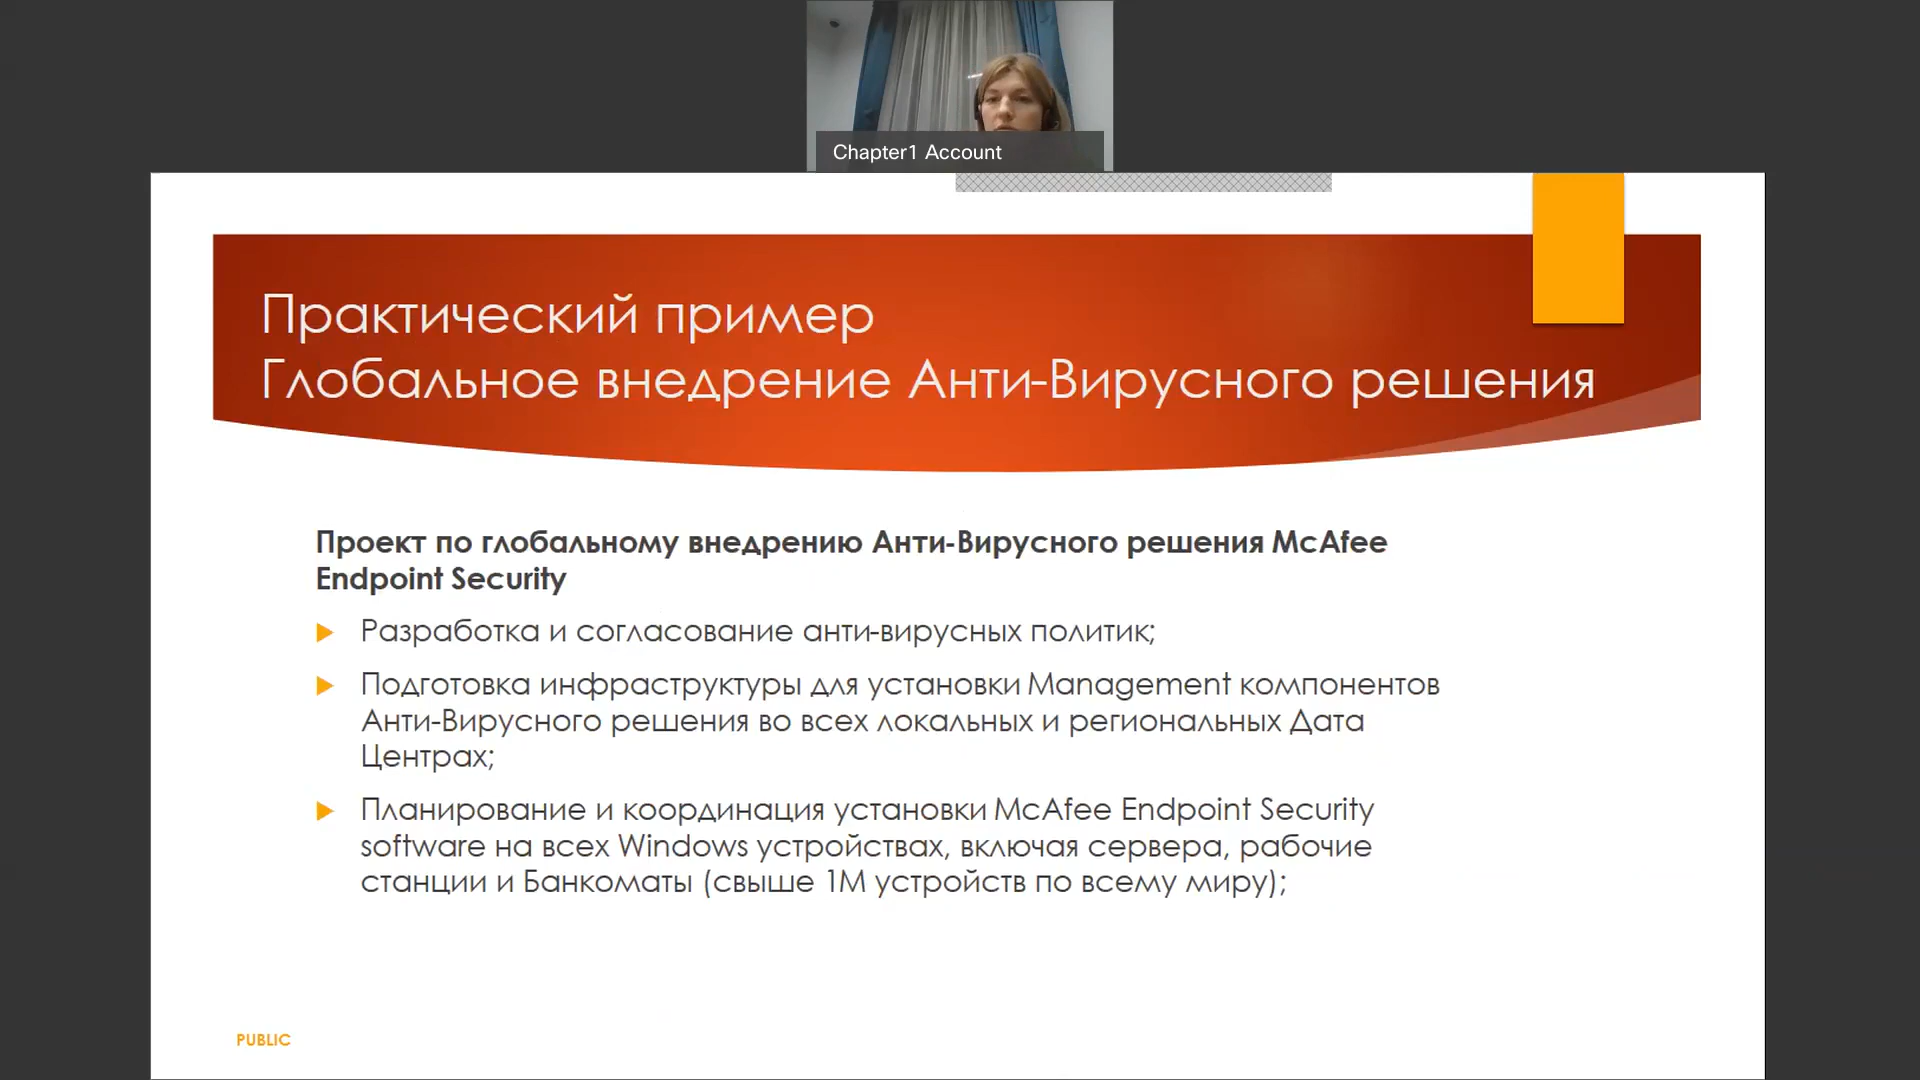 Chapter1 Account
Практический пример
Глобальное внедрение Анти-Вирусного решения
Проект по глобальному внедрению Анти-Вирусного решения McAfee
Endpoint Security
Разработка и согласование анти-вирусных политик;
Подготовка инфраструктуры для установки Management компонентов
Анти-Вирусного решения во всех локальных и региональных Дата
Центрах;
Планирование и координация установки McAfee Endpoint Security
software на всех Windows устройствах, включая сервера, рабочие
станции и Банкоматы (свыше 1М устройств по всему миру);
PUBLIC